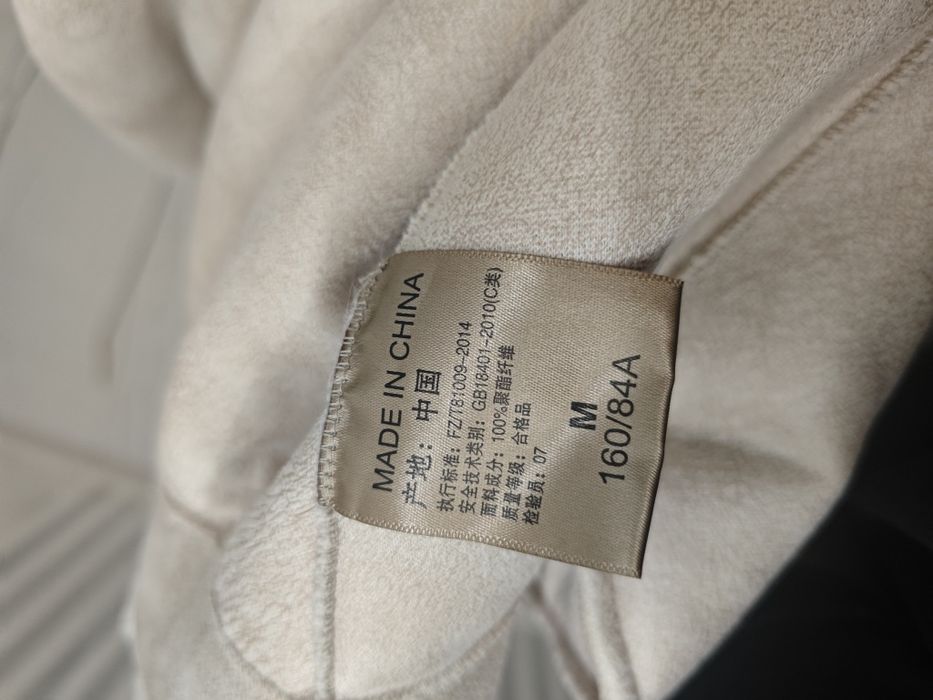 MADE IN CHINA
产地：中国
执行标准：FZ/T81009-2014
安全技术类别：GB18401-2010(C类)
面料成分：100%聚酯纤维
质量等级：合格品
检验员：07
M
160/84A